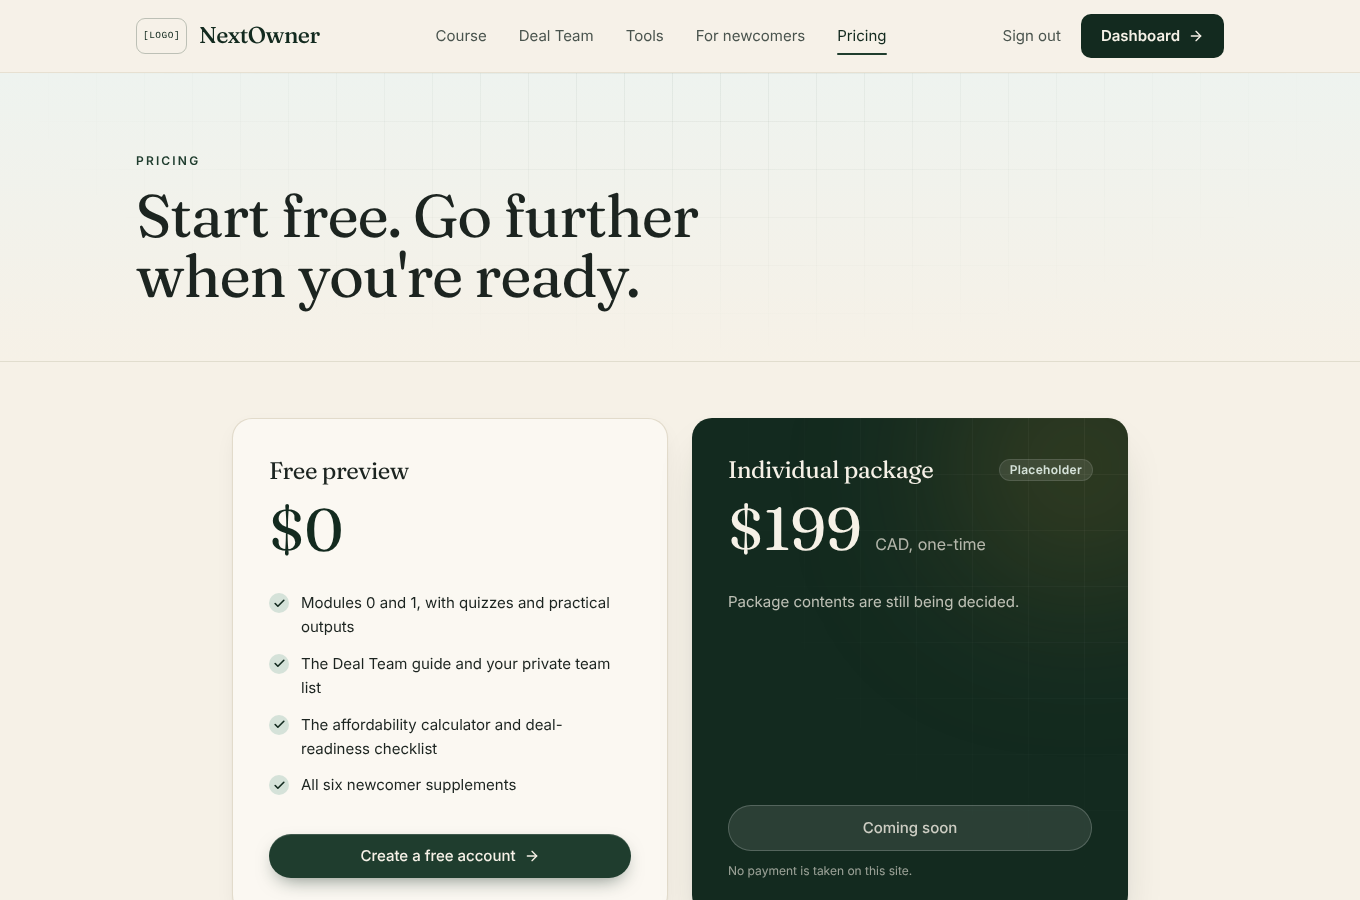 [LOGO] NextOwner
Course
Deal Team
Tools
For newcomers
Pricing
Sign out
Dashboard →
PRICING
Start free. Go further
when you're ready.
Free preview
$0
Modules 0 and 1, with quizzes and practical
outputs
The Deal Team guide and your private team
list
The affordability calculator and deal-
readiness checklist
All six newcomer supplements
Create a free account →
Individual package
Placeholder
$199 CAD, one-time
Package contents are still being decided.
Coming soon
No payment is taken on this site.